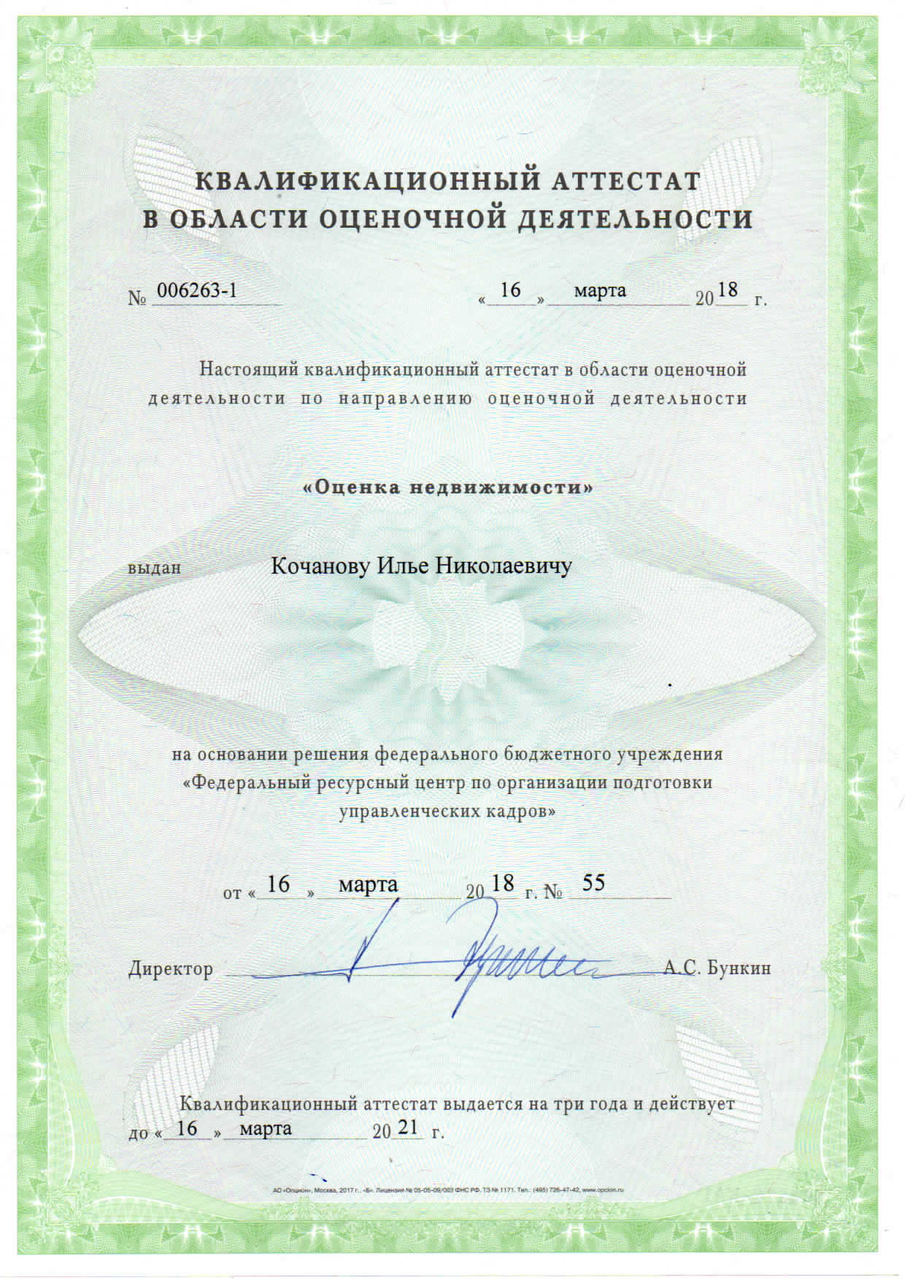 КВАЛИФИКАЦИОННЫЙ АТТЕСТАТ
В ОБЛАСТИ ОЦЕНОЧНОЙ ДЕЯТЕЛЬНОСТИ
№ 006263-1 « 16 » марта 2018 г.
Настоящий квалификационный аттестат в области оценочной
деятельности по направлению оценочной деятельности
«Оценка недвижимости»
выдан Кочанову Илье Николаевичу
на основании решения федерального бюджетного учреждения
«Федеральный ресурсный центр по организации подготовки
управленческих кадров»
от « 16 » марта 2018 г. № 55
Директор А.С. Бункин
Квалификационный аттестат выдается на три года и действует
до « 16 » марта 2021 г.
АО «Опцион», Москва, 2017 г., «Б». Лицензия № 05-05-09/003 ФНС РФ. ТЗ № 1171. Тел.: (495) 726-47-42, www.opcion.ru